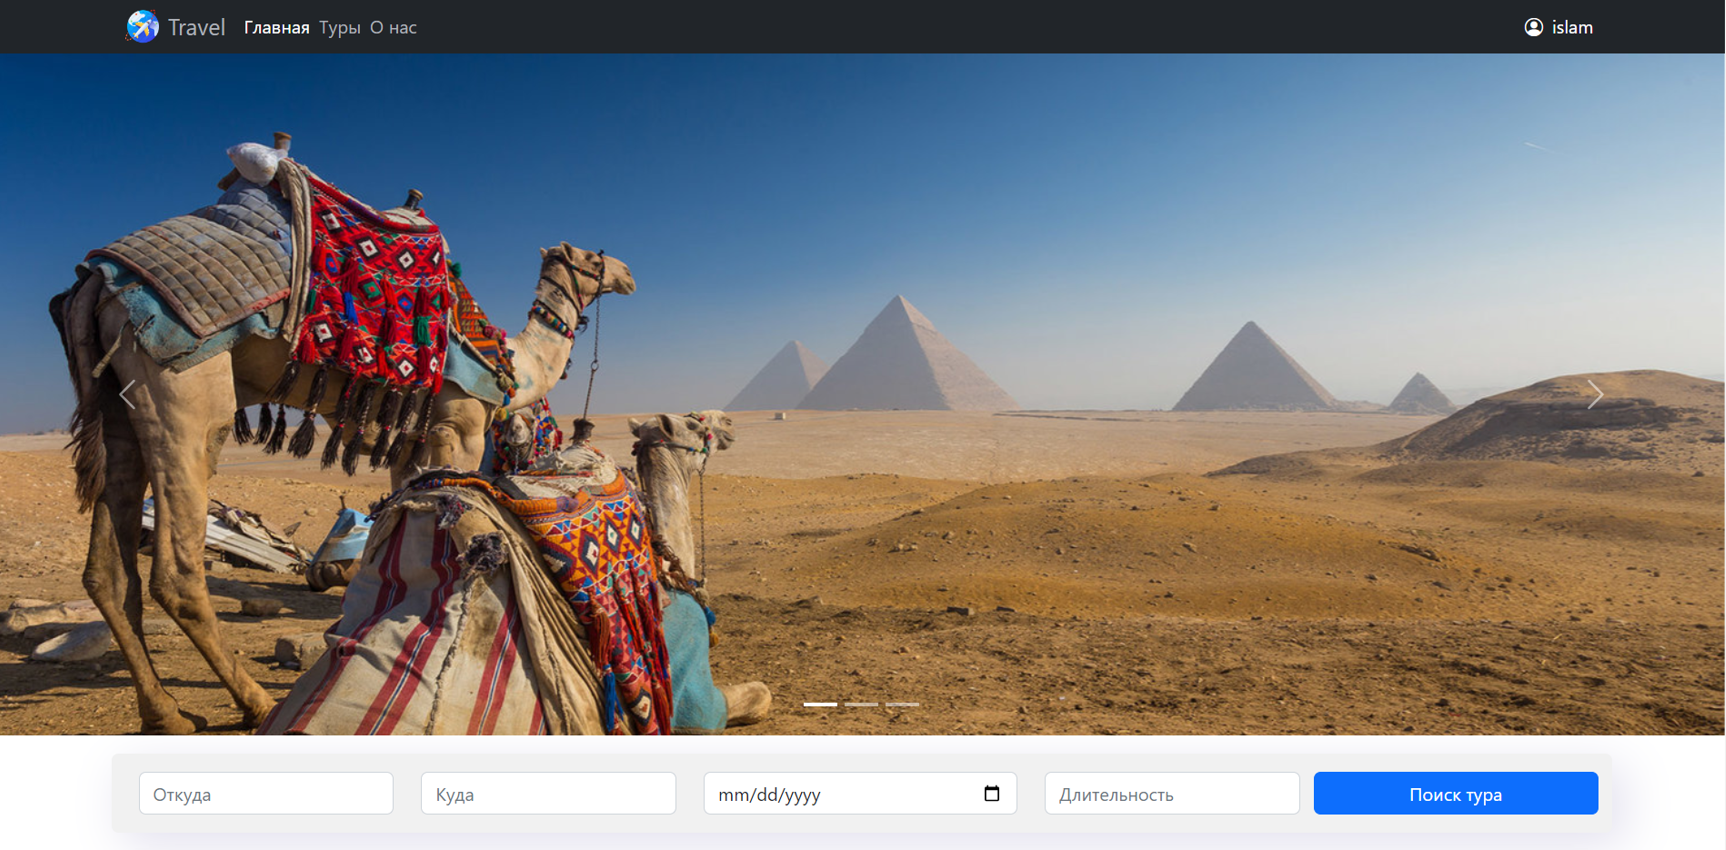 Travel Главная Туры О нас islam
Откуда Куда mm/dd/yyyy Длительность Поиск тура